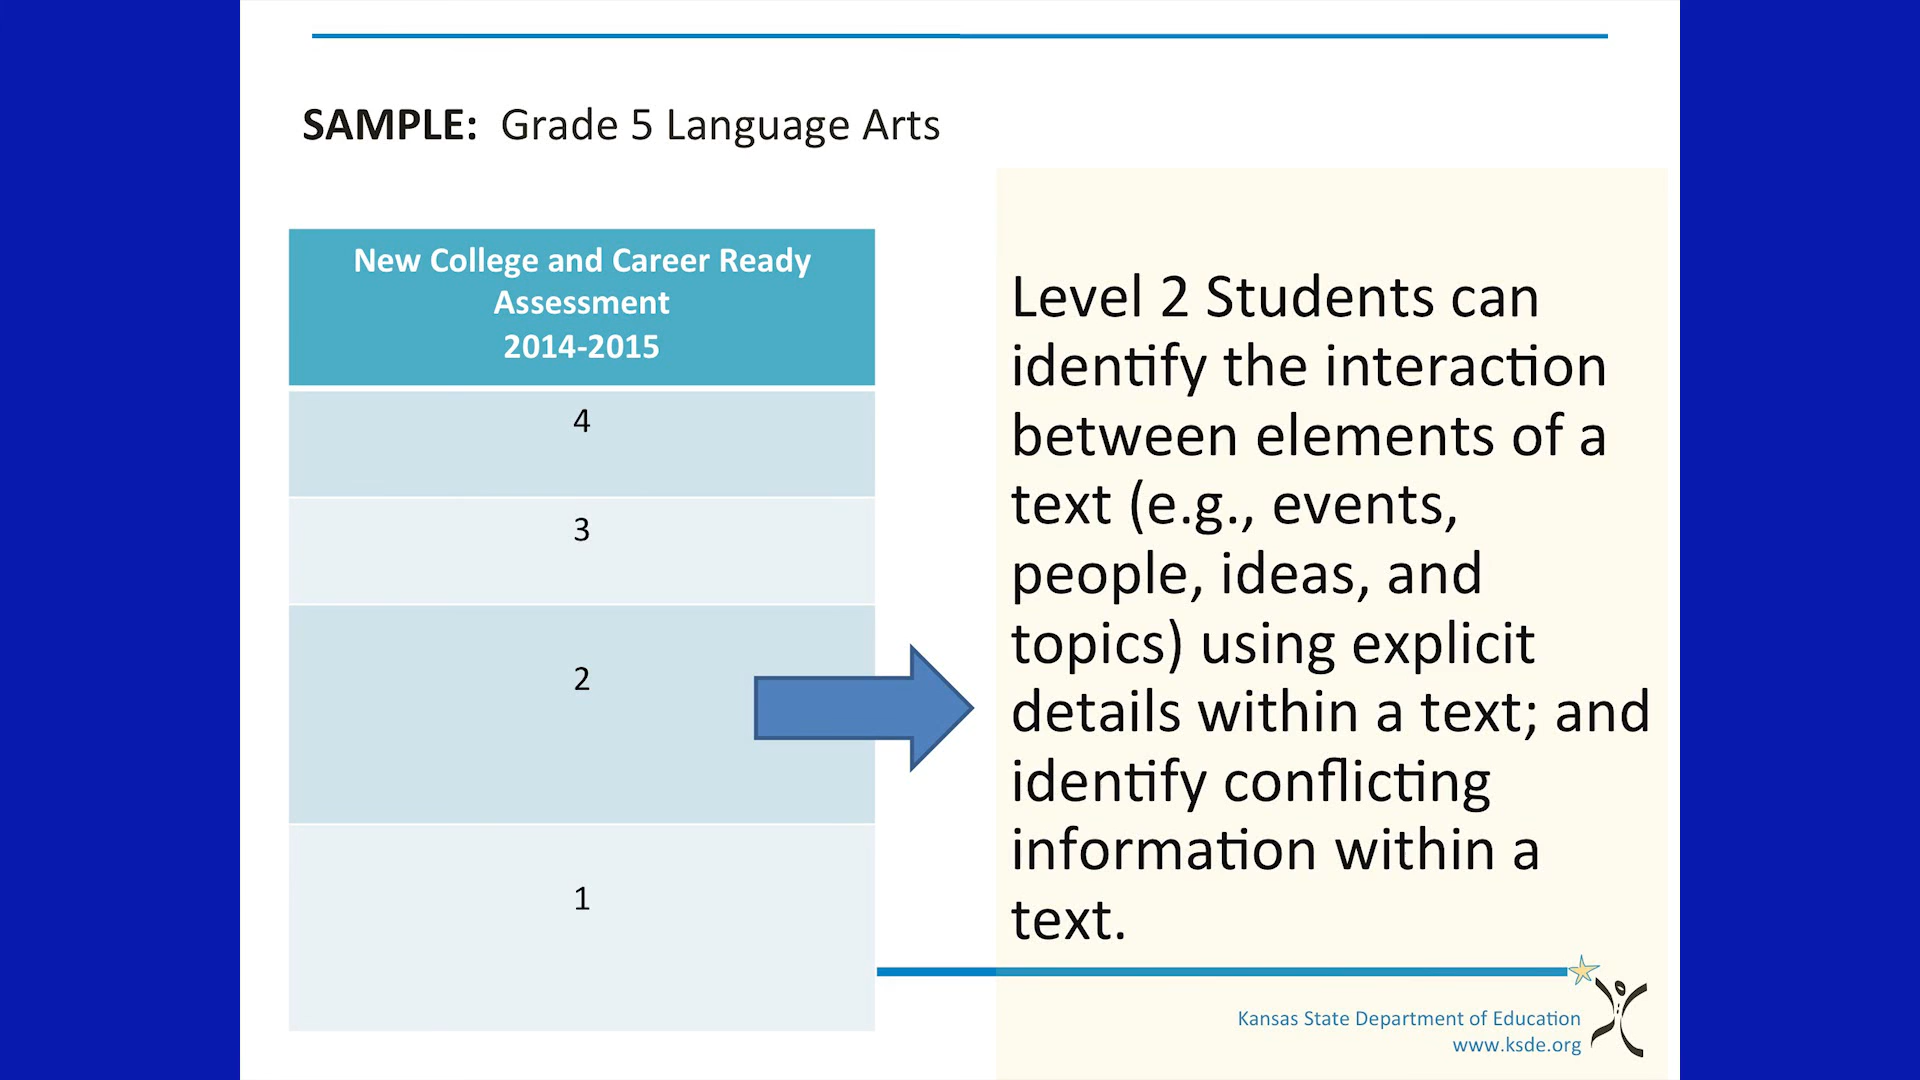 SAMPLE: Grade 5 Language Arts
New College and Career Ready
Assessment
2014-2015
4
3
2
1
Level 2 Students can
identify the interaction
between elements of a
text (e.g., events,
people, ideas, and
topics) using explicit
details within a text; and
identify conflicting
information within a
text.
Kansas State Department of Education
www.ksde.org